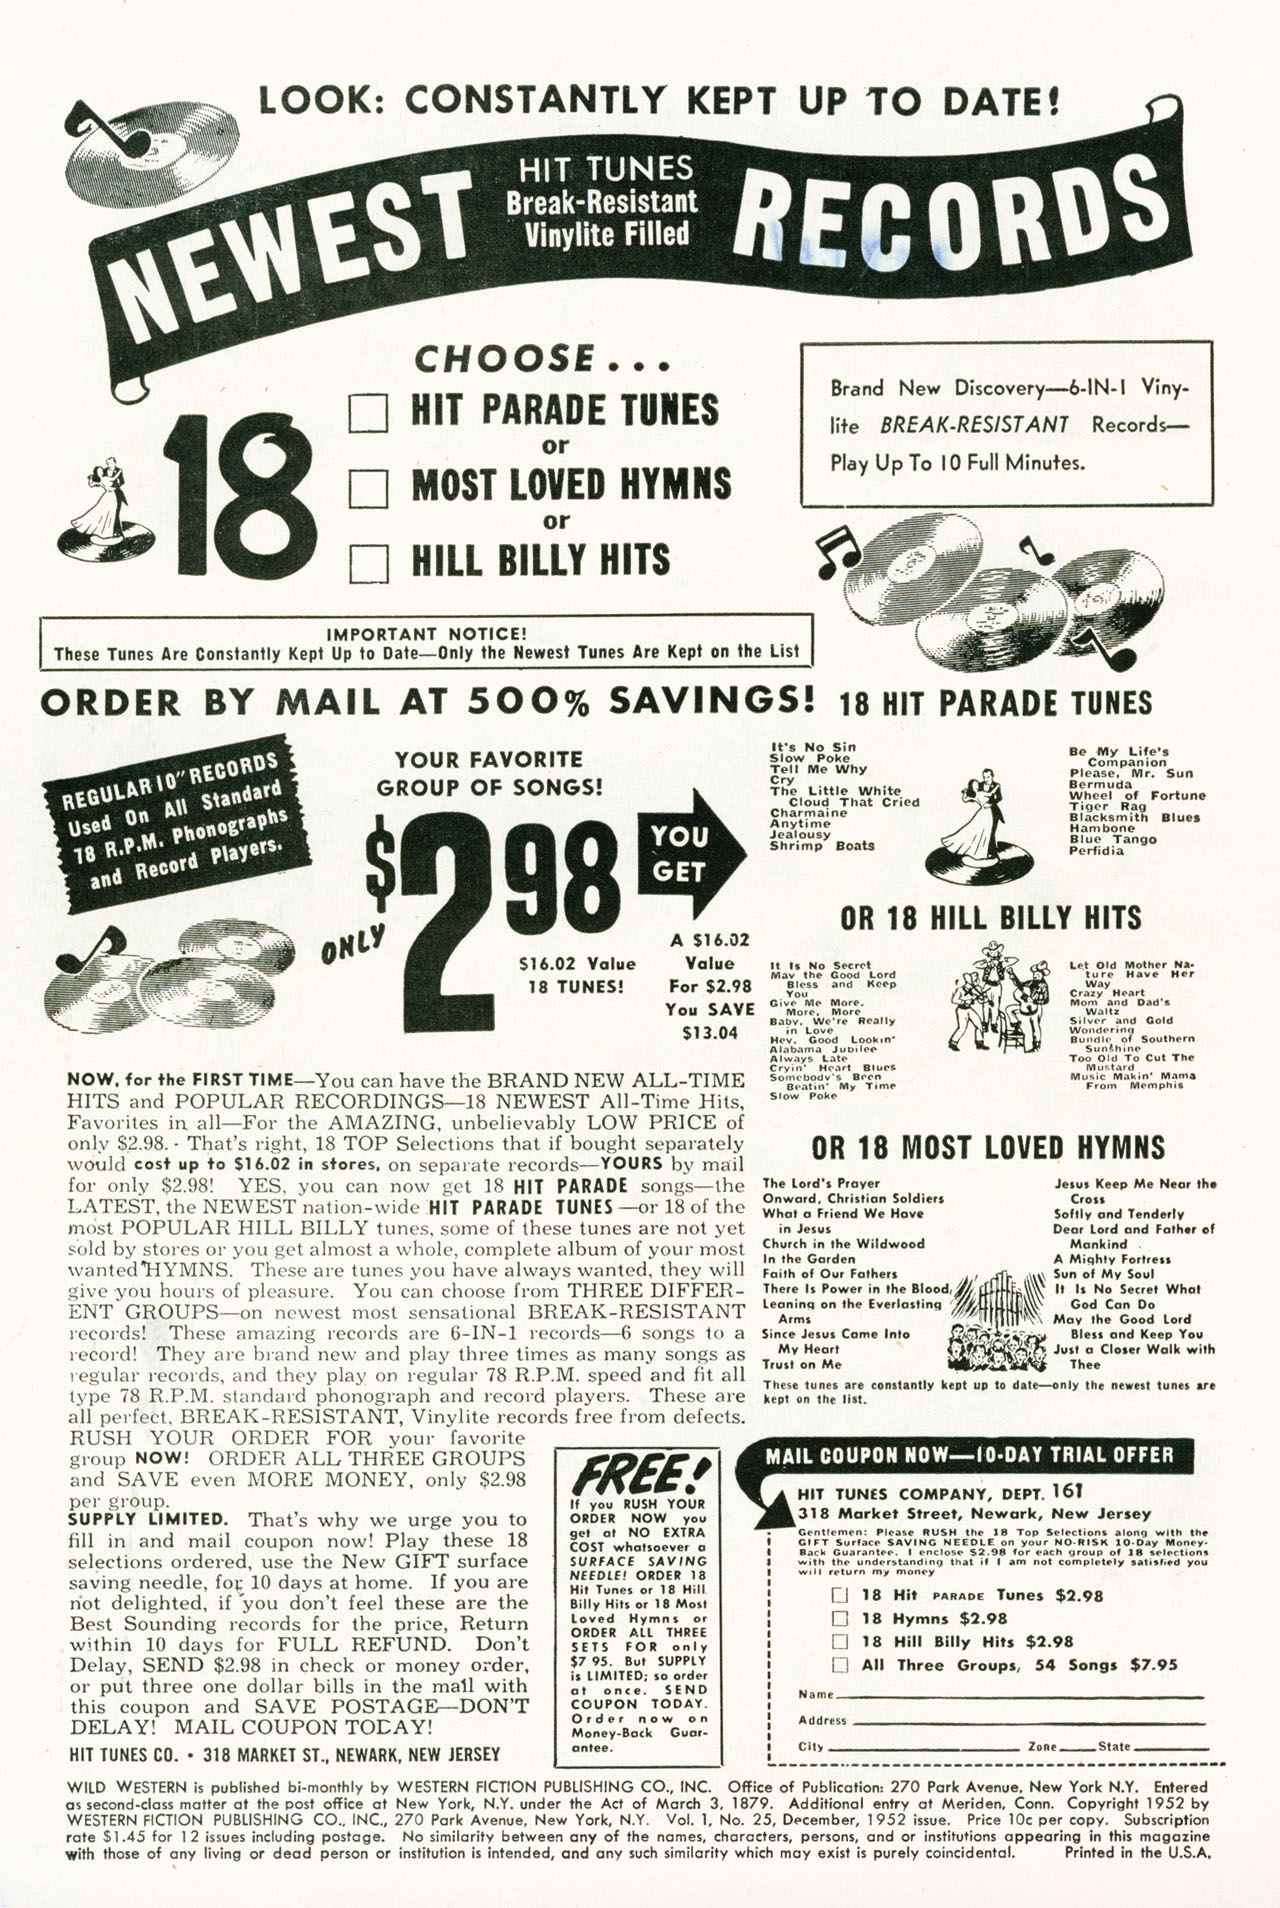 LOOK: CONSTANTLY KEPT UP TO DATE!
NEWEST
HIT TUNES
Break-Resistant
Vinylite Filled
RECORDS
CHOOSE...
18
HIT PARADE TUNES
or
MOST LOVED HYMNS
or
HILL BILLY HITS
Brand New Discovery—6-IN-1 Viny-
lite BREAK-RESISTANT Records—
Play Up To 10 Full Minutes.
IMPORTANT NOTICE!
These Tunes Are Constantly Kept Up to Date—Only the Newest Tunes Are Kept on the List
ORDER BY MAIL AT 500% SAVINGS!
REGULAR 10" RECORDS
Used On All Standard
78 R.P.M. Phonographs
and Record Players.
YOUR FAVORITE
GROUP OF SONGS!
ONLY
$2.98
$16.02 Value
18 TUNES!
YOU
GET
A $16.02
Value
For $2.98
You SAVE
$13.04
18 HIT PARADE TUNES
It's No Sin
Slow Poke
Tell Me Why
Cry
The Little White
Cloud That Cried
Charmaine
Anytime
Jealousy
Shrimp Boats
Be My Life's
Companion
Please, Mr. Sun
Bermuda
Wheel of Fortune
Tiger Rag
Blacksmith Blues
Hambone
Blue Tango
Perfidia
OR 18 HILL BILLY HITS
It Is No Secret
May the Good Lord
Bless and Keep
You
Give Me More,
More, More
Baby, We're Really
in Love
Hey, Good Lookin'
Alabama Jubilee
Always Late
Cryin' Heart Blues
Somebody's Been
Beatin' My Time
Slow Poke
Let Old Mother Na-
ture Have Her
Way
Crazy Heart
Mom and Dad's
Waltz
Silver and Gold
Wondering
Bundle of Southern
Sunshine
Too Old To Cut The
Mustard
Music Makin' Mama
From Memphis
OR 18 MOST LOVED HYMNS
The Lord's Prayer
Onward, Christian Soldiers
What a Friend We Have
in Jesus
Church in the Wildwood
In the Garden
Faith of Our Fathers
There Is Power in the Blood,
Leaning on the Everlasting
Arms
Since Jesus Came Into
My Heart
Trust on Me
Jesus Keep Me Near the
Cross
Softly and Tenderly
Dear Lord and Father of
Mankind
A Mighty Fortress
Sun of My Soul
It Is No Secret What
God Can Do
May the Good Lord
Bless and Keep You
Just a Closer Walk with
Thee
These tunes are constantly kept up to date—only the newest tunes are
kept on the list.
NOW, for the FIRST TIME—You can have the BRAND NEW ALL-TIME
HITS and POPULAR RECORDINGS—18 NEWEST All-Time Hits,
Favorites in all—For the AMAZING, unbelievably LOW PRICE of
only $2.98. - That's right, 18 TOP Selections that if bought separately
would cost up to $16.02 in stores, on separate records—YOURS by mail
for only $2.98! YES, you can now get 18 HIT PARADE songs—the
LATEST, the NEWEST nation-wide HIT PARADE TUNES—or 18 of the
most POPULAR HILL BILLY tunes, some of these tunes are not yet
sold by stores or you get almost a whole, complete album of your most
wanted HYMNS. These are tunes you have always wanted, they will
give you hours of pleasure. You can choose from THREE DIFFER-
ENT GROUPS—on newest most sensational BREAK-RESISTANT
records! These amazing records are 6-IN-1 records—6 songs to a
record! They are brand new and play three times as many songs as
regular records, and they play on regular 78 R.P.M. speed and fit all
type 78 R.P.M. standard phonograph and record players. These are
all perfect, BREAK-RESISTANT, Vinylite records free from defects.
RUSH YOUR ORDER FOR your favorite
group NOW! ORDER ALL THREE GROUPS
and SAVE even MORE MONEY, only $2.98
per group.
SUPPLY LIMITED. That's why we urge you to
fill in and mail coupon now! Play these 18
selections ordered, use the New GIFT surface
saving needle, for 10 days at home. If you are
not delighted, if you don't feel these are the
Best Sounding records for the price, Return
within 10 days for FULL REFUND. Don't
Delay, SEND $2.98 in check or money order,
or put three one dollar bills in the mail with
this coupon and SAVE POSTAGE—DON'T
DELAY! MAIL COUPON TODAY!
HIT TUNES CO. • 318 MARKET ST., NEWARK, NEW JERSEY
FREE!
If you RUSH YOUR
ORDER NOW you
get at NO EXTRA
COST whatsoever a
SURFACE SAVING
NEEDLE! ORDER 18
Hit Tunes or 18 Hill
Billy Hits or 18 Most
Loved Hymns or
ORDER ALL THREE
SETS FOR only
$7 95. But SUPPLY
is LIMITED; so order
at once. SEND
COUPON TODAY.
Order now on
Money-Back Guar-
antee.
MAIL COUPON NOW—10-DAY TRIAL OFFER
HIT TUNES COMPANY, DEPT. 161
318 Market Street, Newark, New Jersey
Gentlemen: Please RUSH the 18 Top Selections along with the
GIFT Surface SAVING NEEDLE on your NO-RISK 10-Day Money-
Back Guarantee. I enclose $2.98 for each group of 18 selections
with the understanding that if I am not completely satisfied you
will return my money
18 Hit PARADE Tunes $2.98
18 Hymns $2.98
18 Hill Billy Hits $2.98
All Three Groups, 54 Songs $7.95
Name
Address
City Zone State
WILD WESTERN is published bi-monthly by WESTERN FICTION PUBLISHING CO., INC. Office of Publication: 270 Park Avenue, New York N.Y. Entered
as second-class matter at the post office at New York, N.Y. under the Act of March 3, 1879. Additional entry at Meriden, Conn. Copyright 1952 by
WESTERN FICTION PUBLISHING CO., INC., 270 Park Avenue, New York, N.Y. Vol. 1, No. 25, December, 1952 issue. Price 10c per copy. Subscription
rate $1.45 for 12 issues including postage. No similarity between any of the names, characters, persons, and or institutions appearing in this magazine
with those of any living or dead person or institution is intended, and any such similarity which may exist is purely coincidental. Printed in the U.S.A.